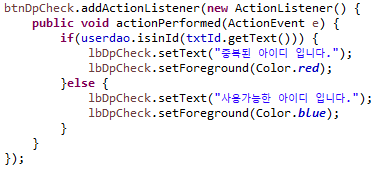 btnDpCheck.addActionListener(new ActionListener() {
    public void actionPerformed(ActionEvent e) {
        if(userdao.isinId(txtId.getText())) {
            lbDpCheck.setText("중복된 아이디 입니다.");
            lbDpCheck.setForeground(Color.red);
        }else {
            lbDpCheck.setText("사용가능한 아이디 입니다.");
            lbDpCheck.setForeground(Color.blue);
        }
    }
});